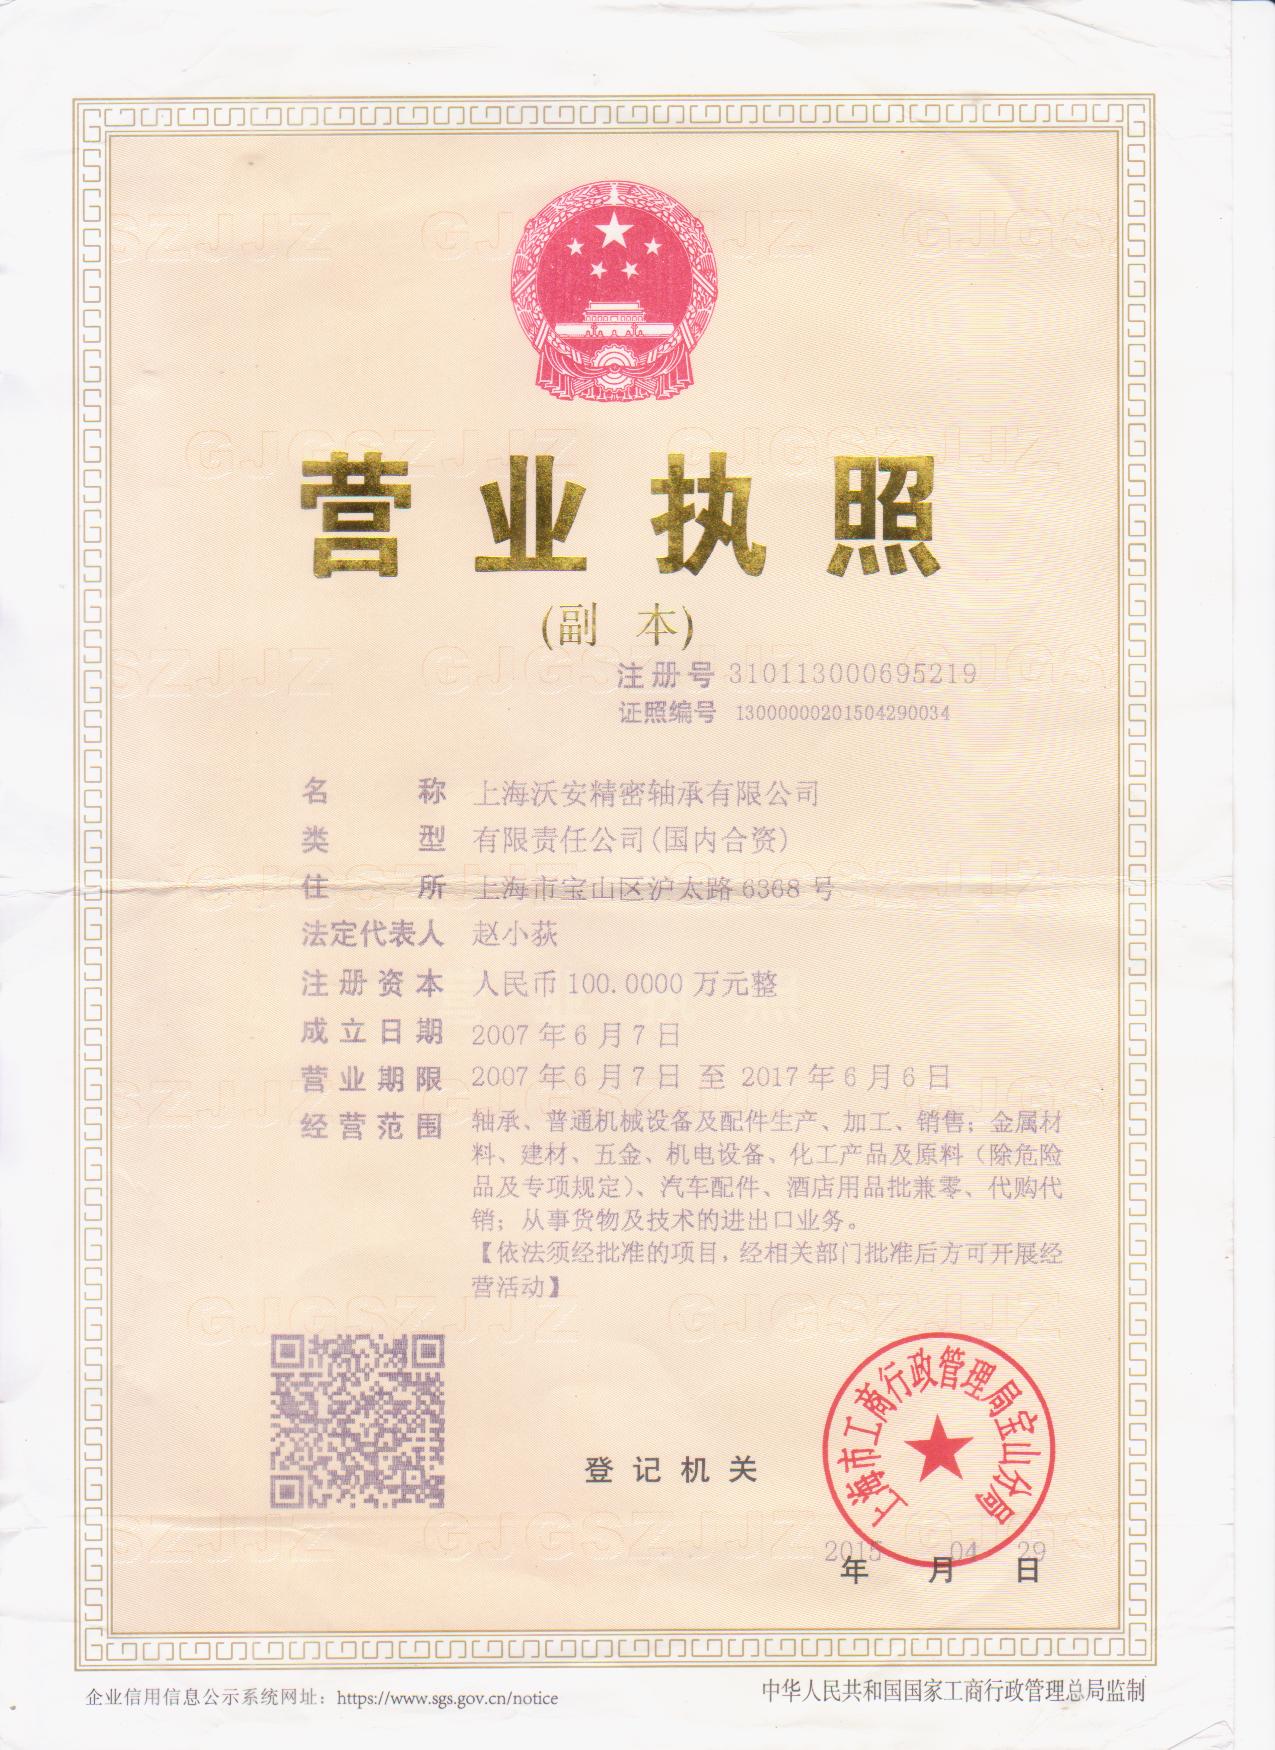 营业执照
(副 本)
注册号 310113000695219
证照编号 13000000201504290034
名称 上海沃安精密轴承有限公司
类型 有限责任公司(国内合资)
住所 上海市宝山区沪太路6368号
法定代表人 赵小荻
注册资本 人民币100.0000万元整
成立日期 2007年6月7日
营业期限 2007年6月7日 至 2017年6月6日
经营范围 轴承、普通机械设备及配件生产、加工、销售；金属材
料、建材、五金、机电设备、化工产品及原料（除危险
品及专项规定）、汽车配件、酒店用品批兼零、代购代
销；从事货物及技术的进出口业务。
【依法须经批准的项目，经相关部门批准后方可开展经
营活动】
登记机关
上海市工商行政管理局宝山分局
2015年04月29日
企业信用信息公示系统网址：https://www.sgs.gov.cn/notice
中华人民共和国国家工商行政管理总局监制